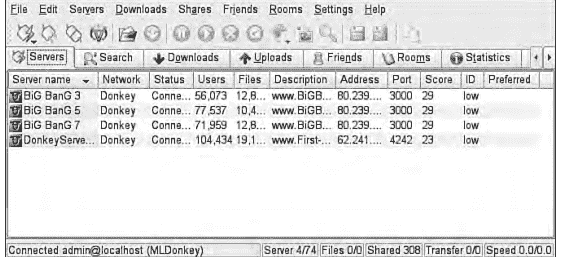 File Edit Servers Downloads Shares Friends Rooms Settings Help
Servers Search Downloads Uploads Friends Rooms Statistics
Server name Network Status Users Files Description Address Port Score ID Preferred
BiG BanG 3 Donkey Conne... 56,073 12,8... www.BiGB... 80.239.... 3000 29 low
BiG BanG 5 Donkey Conne... 77,537 10,4... www.BiGB... 80.239.... 3000 29 low
BiG BanG 7 Donkey Conne... 71,959 12,8... www.BiGB... 80.239.... 3000 29 low
DonkeyServe... Donkey Conne... 104,434 19,1... www.First-... 62.241.... 4242 23 low
Connected admin@localhost (MLDonkey) Server 4/74 Files 0/0 Shared 308 Transfer 0/0 Speed 0.0/0.0